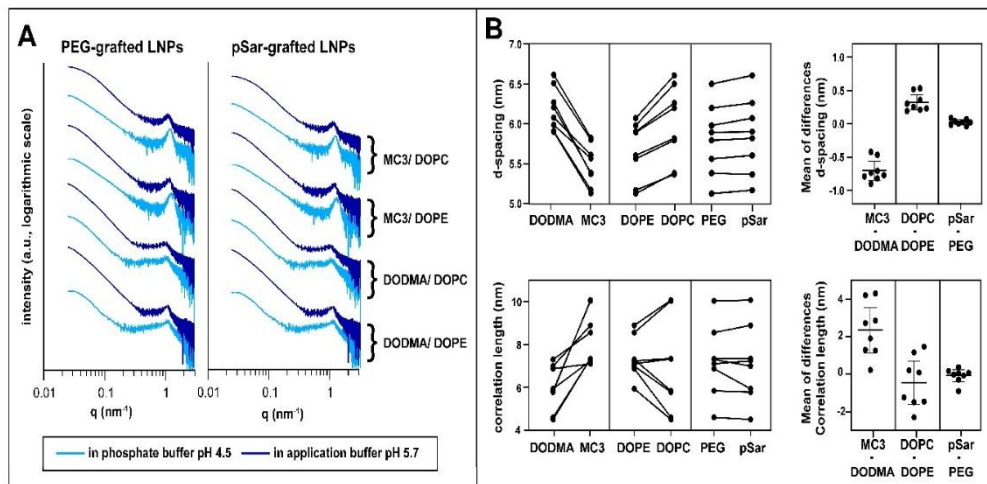 A
PEG-grafted LNPs
pSar-grafted LNPs
intensity (a.u., logarithmic scale)
MC3/ DOPC
MC3/ DOPE
DODMA/ DOPC
DODMA/ DOPE
0.01 0.1 1
q (nm-1)
0.01 0.1 1
q (nm-1)
in phosphate buffer pH 4.5 in application buffer pH 5.7
B
d-spacing (nm)
7.0
6.5
6.0
5.5
5.0
DODMA MC3 DOPE DOPC PEG pSar
Mean of differences
d-spacing (nm)
1.0
0.5
0.0
-0.5
-1.0
MC3 DOPC pSar
- - -
DODMA DOPE PEG
correlation length (nm)
10
8
6
4
DODMA MC3 DOPE DOPC PEG pSar
Mean of differences
Correlation length (nm)
4
2
0
-2
MC3 DOPC pSar
- - -
DODMA DOPE PEG